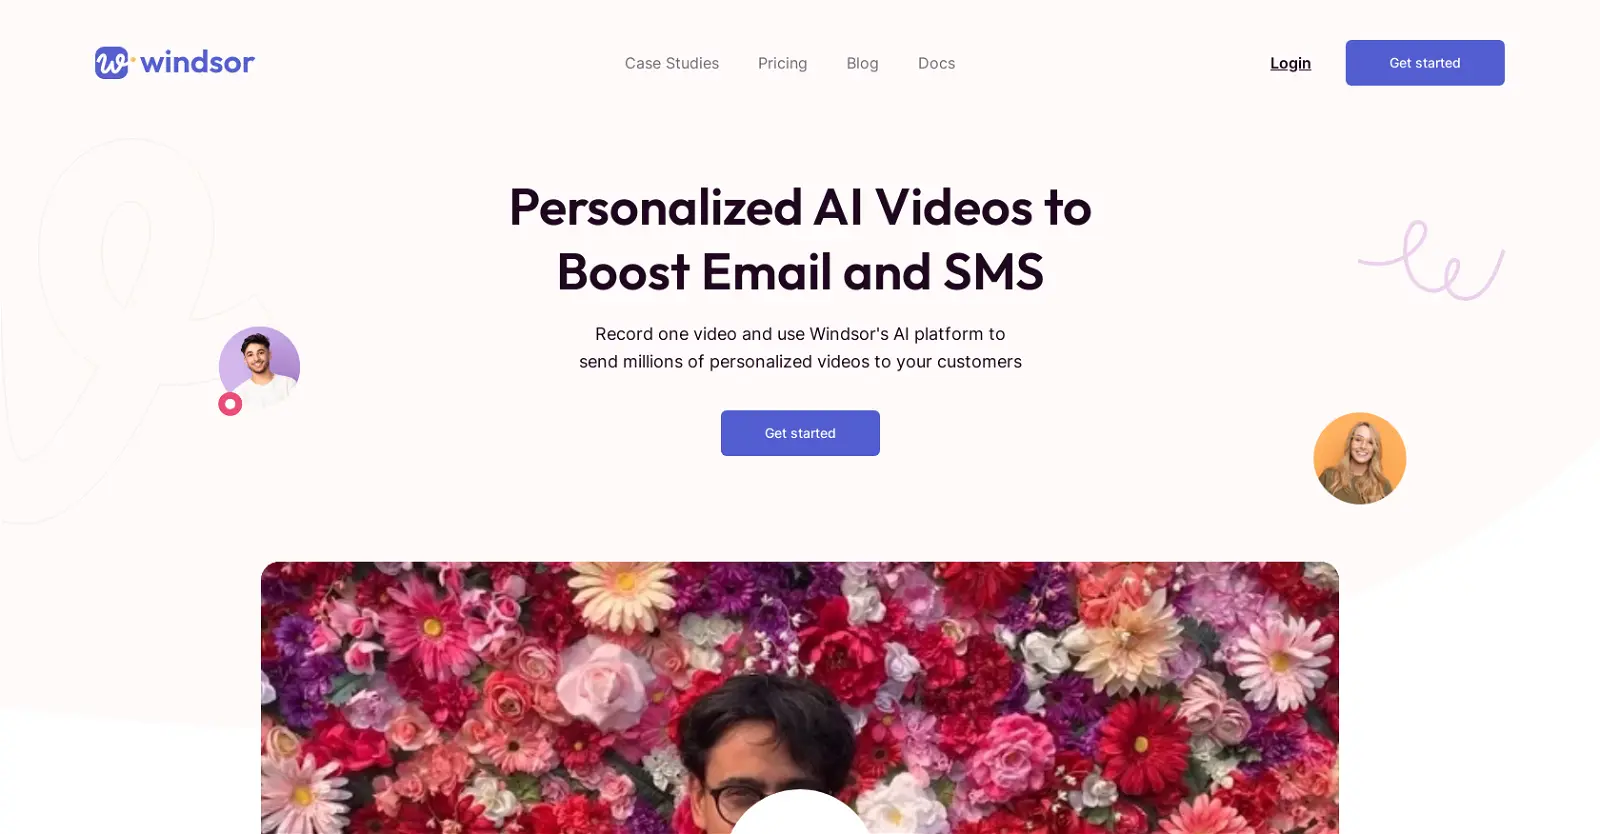 windsor
Case Studies
Pricing
Blog
Docs
Login
Get started
Personalized AI Videos to
Boost Email and SMS
Record one video and use Windsor's AI platform to
send millions of personalized videos to your customers
Get started